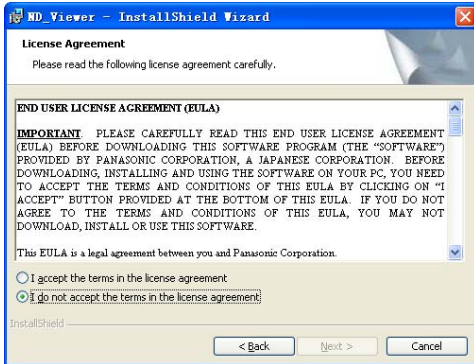 ND_Viewer - InstallShield Wizard
License Agreement
Please read the following license agreement carefully.
END USER LICENSE AGREEMENT (EULA)
IMPORTANT. PLEASE CAREFULLY READ THIS END USER LICENSE AGREEMENT
(EULA) BEFORE DOWNLOADING THIS SOFTWARE PROGRAM (THE “SOFTWARE”)
PROVIDED BY PANASONIC CORPORATION, A JAPANESE CORPORATION. BEFORE
DOWNLOADING, INSTALLING AND USING THE SOFTWARE ON YOUR PC, YOU NEED
TO ACCEPT THE TERMS AND CONDITIONS OF THIS EULA BY CLICKING ON “I
ACCEPT” BUTTON PROVIDED AT THE BOTTOM OF THIS EULA. IF YOU DO NOT
AGREE TO THE TERMS AND CONDITIONS OF THIS EULA, YOU MAY NOT
DOWNLOAD, INSTALL OR USE THIS SOFTWARE.
This EULA is a legal agreement between you and Panasonic Corporation.
I accept the terms in the license agreement
I do not accept the terms in the license agreement
InstallShield
< Back Next > Cancel